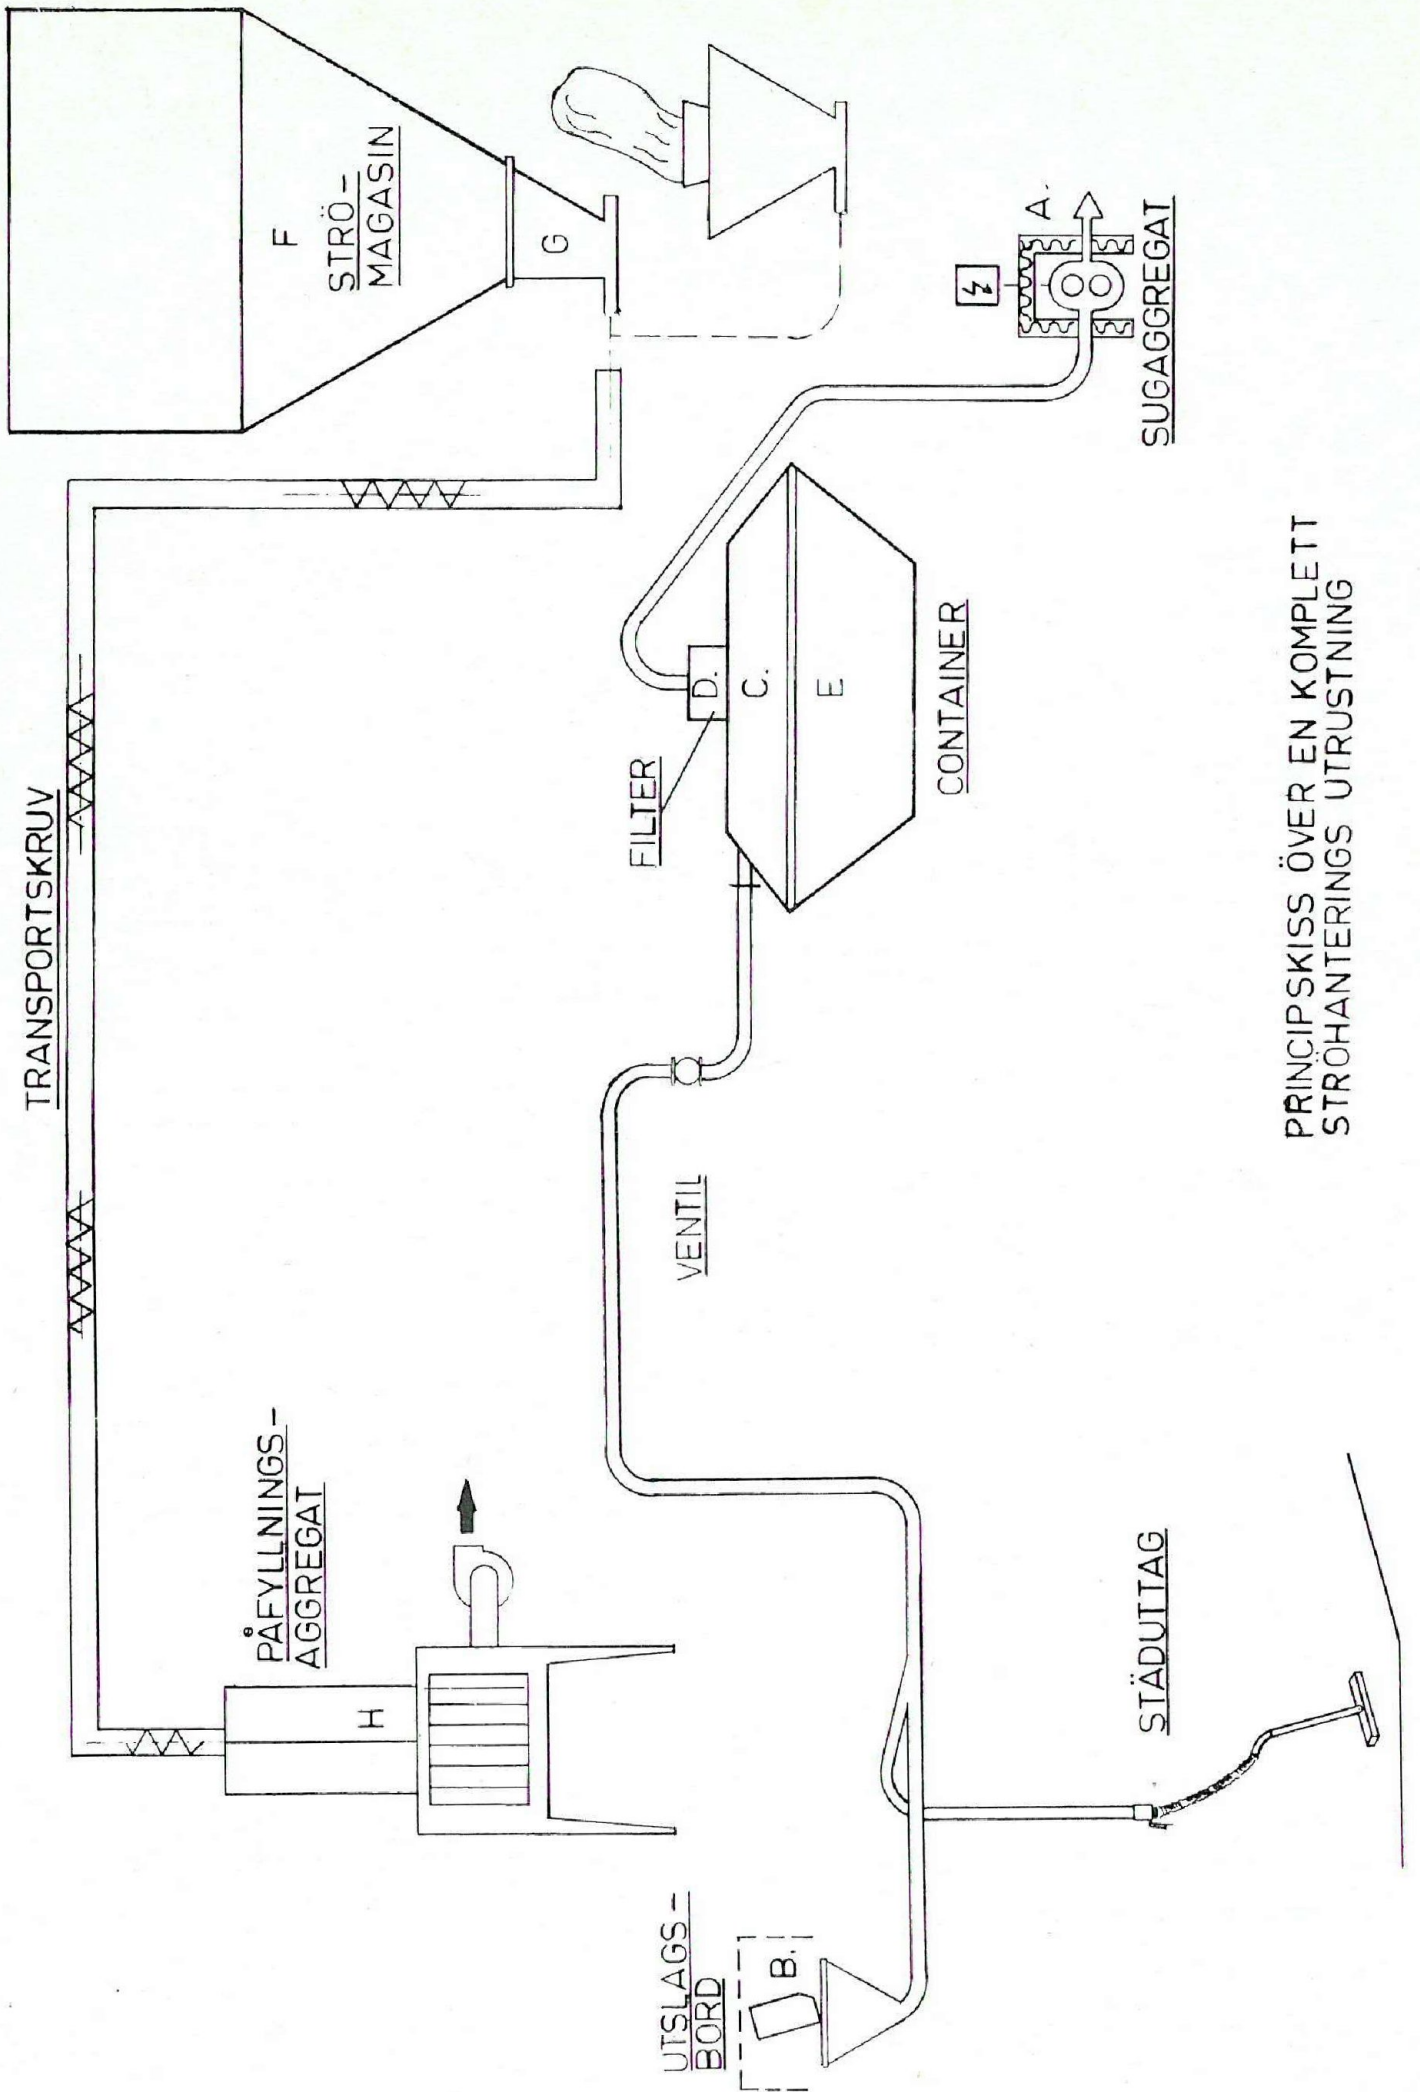 TRANSPORTSKRUV
F
STRÖ-
MAGASIN
G
PÅFYLLNINGS-
AGGREGAT
H
UTSLAGS-
BORD
B.
VENTIL
FILTER
D.
C.
E
CONTAINER
A.
SUGAGGREGAT
STÄDUTTAG
PRINCIPSKISS ÖVER EN KOMPLETT
STRÖHANTERINGS UTRUSTNING